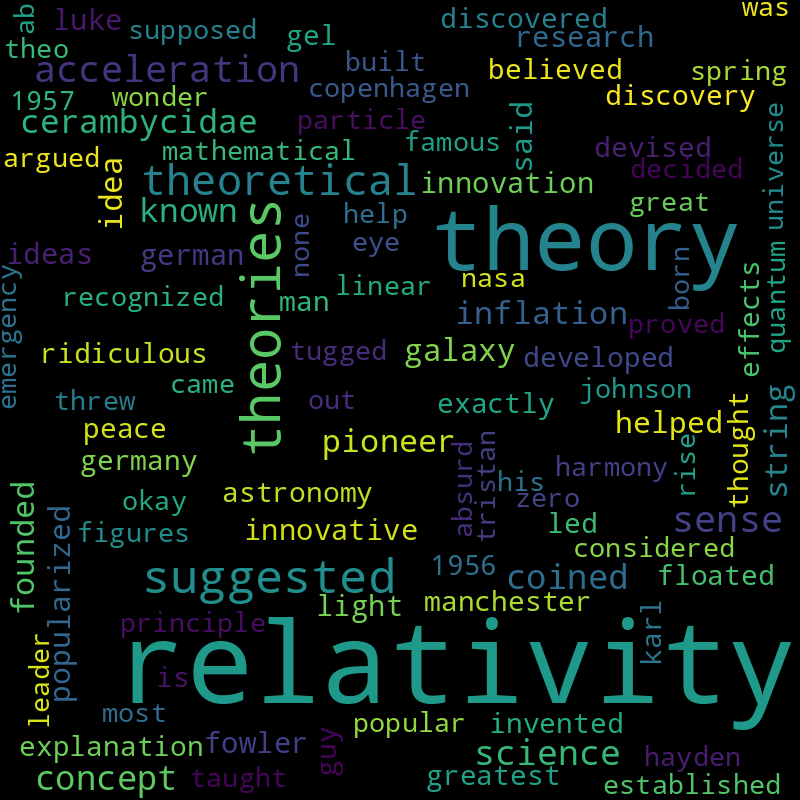 ab
luke
supposed
gel
discovered
was
theo
research
acceleration
built
believed
spring
1957
wonder
copenhagen
discovery
cerambycidae
particle
famous
said
devised
universe
argued
mathematical
decided
idea
theoretical
innovation
great
known
help
theories
theory
ideas
german
none
eye
born
quantum
nasa
emergency
recognized
man
linear
inflation
proved
effects
ridiculous
tugged
galaxy
developed
threw
came
out
exactly
johnson
string
peace
pioneer
helped
thought
germany
absurd
tristan
harmony
rise
founded
okay
astronomy
his
zero
popularized
figures
innovative
led
sense
considered
suggested
1956
coined
floated
light
manchester
principle
relativity
karl
leader
is
most
popular
invented
explanation
fowler
guy
science
hayden
concept
taught
greatest
established